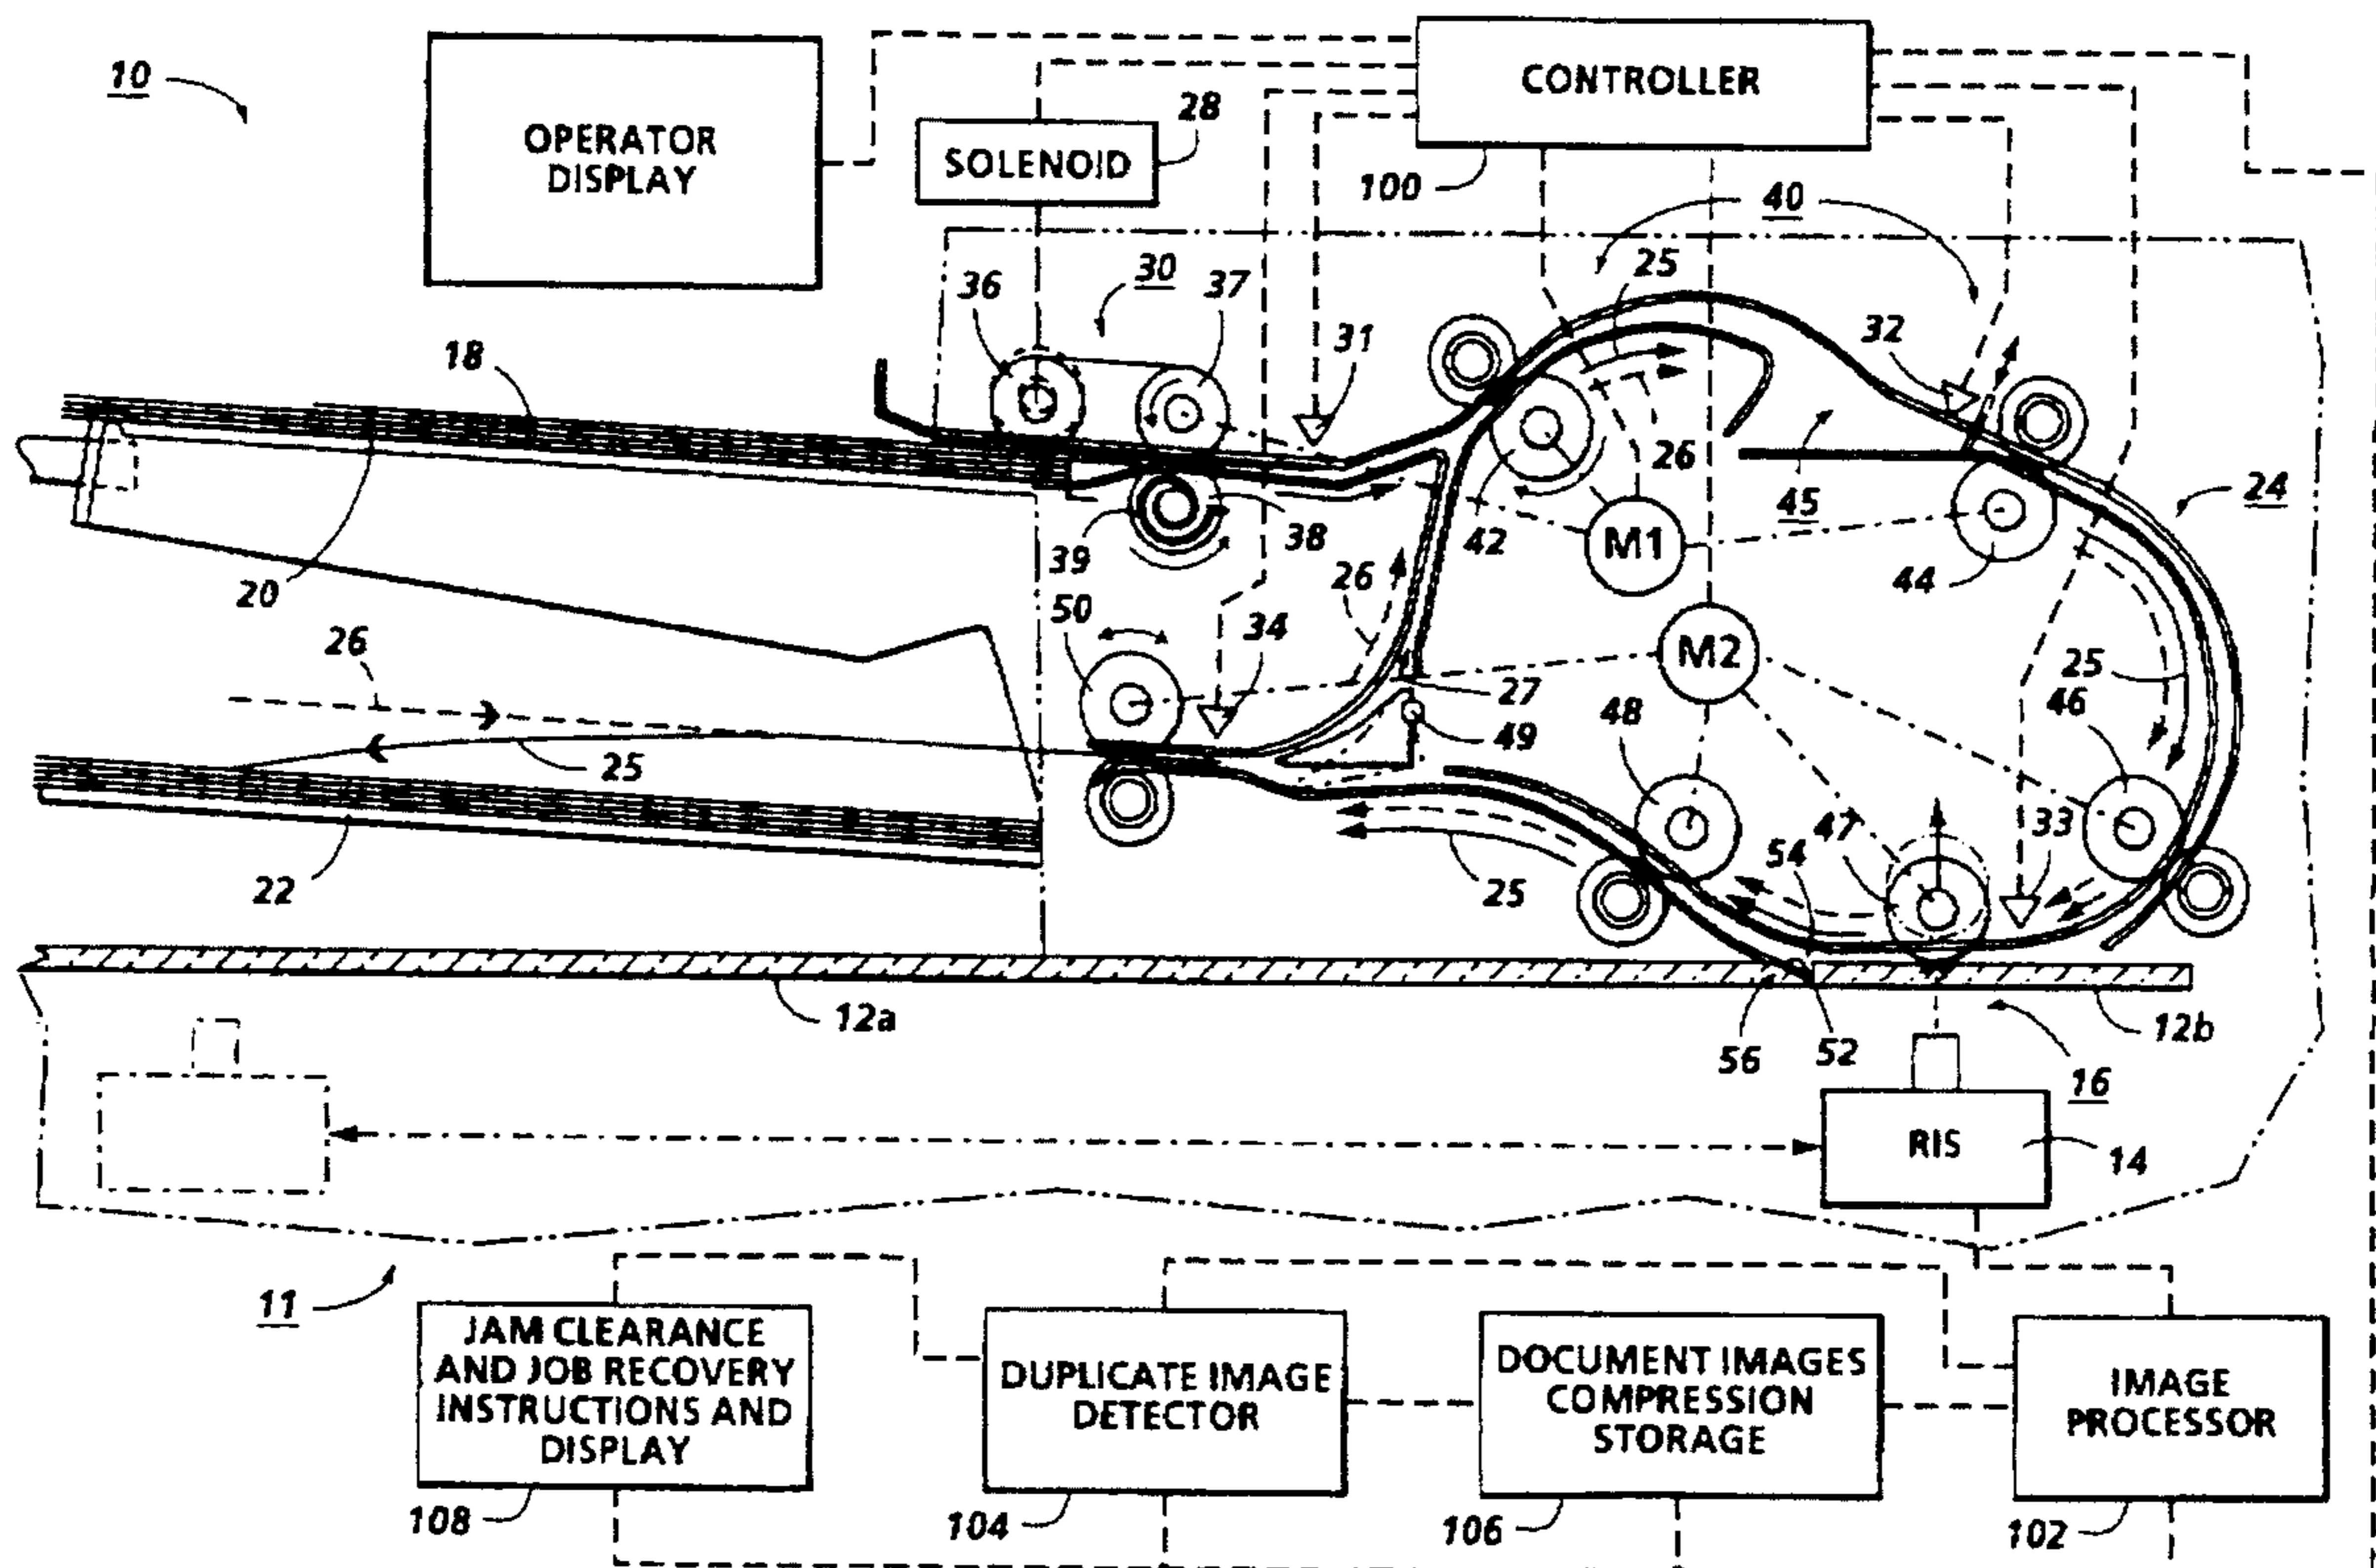 10
OPERATOR
DISPLAY
SOLENOID
28
CONTROLLER
100
40
36
30
37
25
31
32
18
26
24
45
42
M1
44
39
38
20
26
50
34
M2
26
27
25
46
48
49
25
47
54
33
22
25
12a
56
52
12b
16
RIS
14
11
JAM CLEARANCE
AND JOB RECOVERY
INSTRUCTIONS AND
DISPLAY
108
DUPLICATE IMAGE
DETECTOR
104
DOCUMENT IMAGES
COMPRESSION
STORAGE
106
IMAGE
PROCESSOR
102